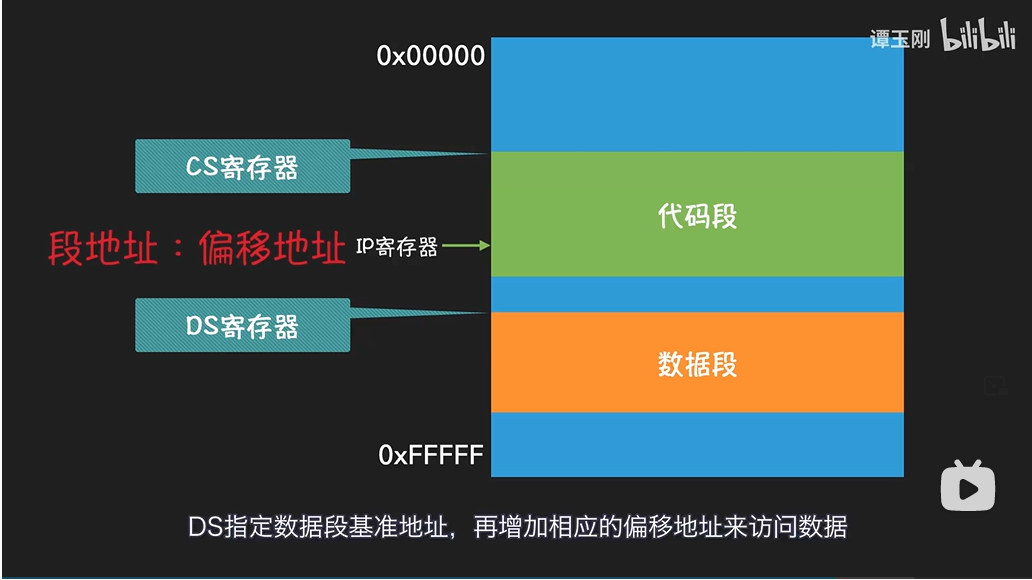 谭玉刚 bilibili
0x00000
CS寄存器
代码段
段地址：偏移地址
IP寄存器
DS寄存器
数据段
0xFFFFF
DS指定数据段基准地址，再增加相应的偏移地址来访问数据